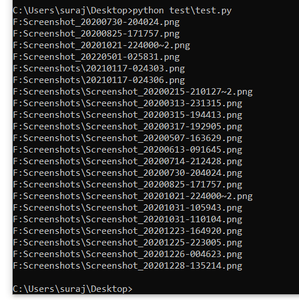 C:\Users\suraj\Desktop>python test\test.py
F:Screenshot_20200730-204024.png
F:Screenshot_20200825-171757.png
F:Screenshot_20201021-224000~2.png
F:Screenshot_20220501-025831.png
F:Screenshots\20210117-024303.png
F:Screenshots\20210117-024306.png
F:Screenshots\Screenshot_20200215-210127~2.png
F:Screenshots\Screenshot_20200313-231315.png
F:Screenshots\Screenshot_20200315-194413.png
F:Screenshots\Screenshot_20200317-192905.png
F:Screenshots\Screenshot_20200507-163629.png
F:Screenshots\Screenshot_20200613-091645.png
F:Screenshots\Screenshot_20200714-212428.png
F:Screenshots\Screenshot_20200730-204024.png
F:Screenshots\Screenshot_20200825-171757.png
F:Screenshots\Screenshot_20201021-224000~2.png
F:Screenshots\Screenshot_20201031-105943.png
F:Screenshots\Screenshot_20201031-110104.png
F:Screenshots\Screenshot_20201223-164920.png
F:Screenshots\Screenshot_20201225-223005.png
F:Screenshots\Screenshot_20201226-004623.png
F:Screenshots\Screenshot_20201228-135214.png
C:\Users\suraj\Desktop>